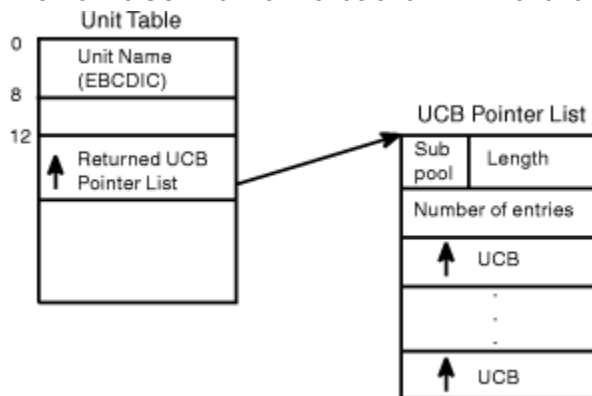 Unit Table
0
Unit Name
(EBCDIC)
8
12
Returned UCB
Pointer List
UCB Pointer List
Sub
pool
Length
Number of entries
UCB
.
.
.
UCB